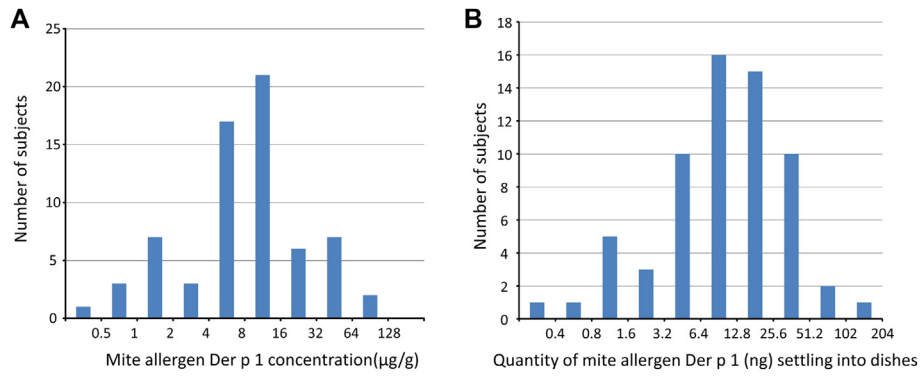 A
Number of subjects
25
20
15
10
5
0
0.5 1 2 4 8 16 32 64 128
Mite allergen Der p 1 concentration(µg/g)
B
Number of subjects
18
16
14
12
10
8
6
4
2
0
0.4 0.8 1.6 3.2 6.4 12.8 25.6 51.2 102 204
Quantity of mite allergen Der p 1 (ng) settling into dishes